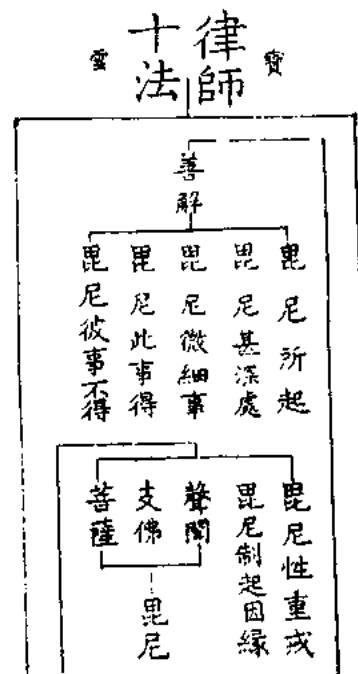 寶
律師
十法
雲
善解
毘尼所起
毘尼甚深處
毘尼微細事
毘尼此事得
毘尼彼事不得
毘尼性重戒
毘尼制起因緣
聲聞
支佛
菩薩
毘尼